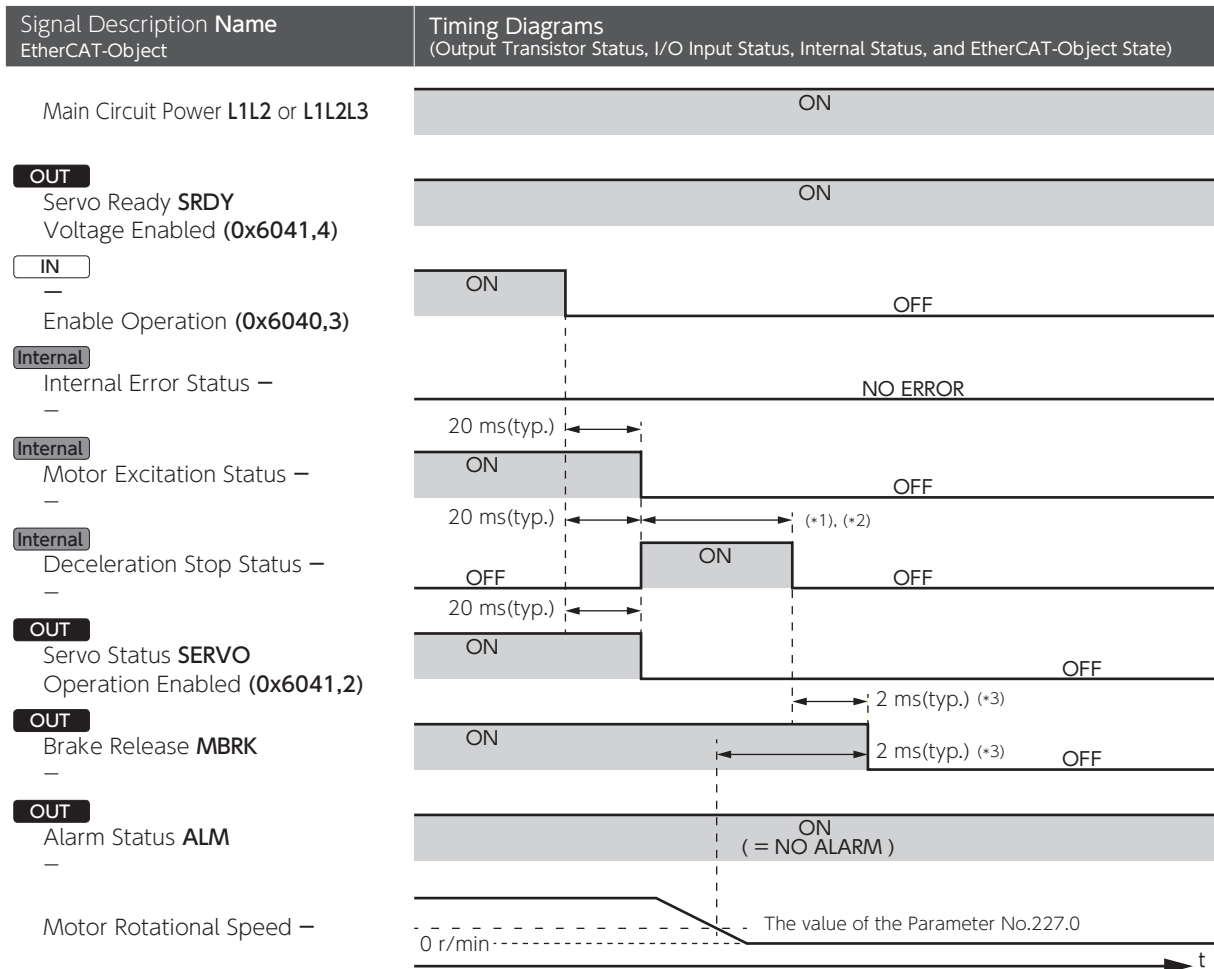 Signal Description Name
EtherCAT-Object
Timing Diagrams
(Output Transistor Status, I/O Input Status, Internal Status, and EtherCAT-Object State)
Main Circuit Power L1L2 or L1L2L3
ON
OUT
Servo Ready SRDY
Voltage Enabled (0x6041,4)
ON
IN
—
Enable Operation (0x6040,3)
ON
OFF
Internal
Internal Error Status —
—
NO ERROR
20 ms(typ.)
Internal
Motor Excitation Status —
—
ON
OFF
20 ms(typ.)
(*1), (*2)
Internal
Deceleration Stop Status —
—
OFF
ON
OFF
20 ms(typ.)
OUT
Servo Status SERVO
Operation Enabled (0x6041,2)
ON
OFF
2 ms(typ.) (*3)
OUT
Brake Release MBRK
—
ON
2 ms(typ.) (*3)
OFF
OUT
Alarm Status ALM
—
ON
( = NO ALARM )
Motor Rotational Speed —
The value of the Parameter No.227.0
0 r/min
t